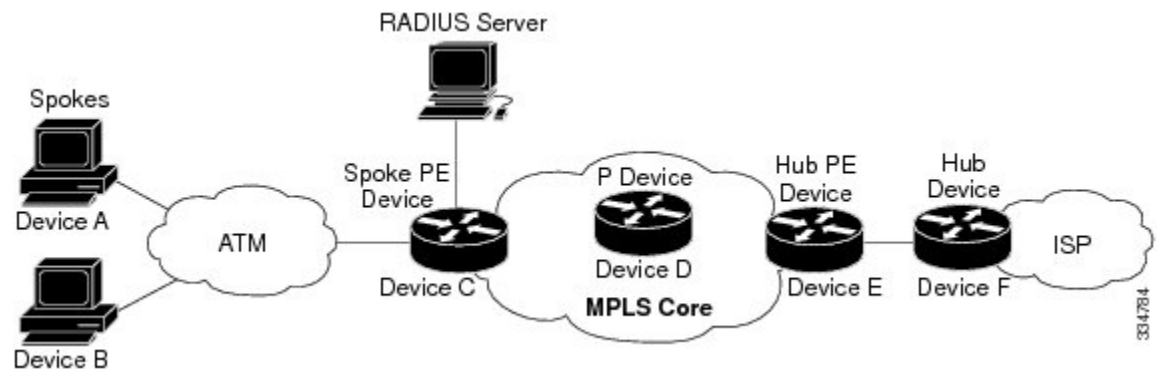 RADIUS Server
Spokes
Device A
Device B
ATM
Spoke PE
Device
Device C
P Device
Device D
MPLS Core
Hub PE
Device
Device E
Hub
Device
Device F
ISP
334784